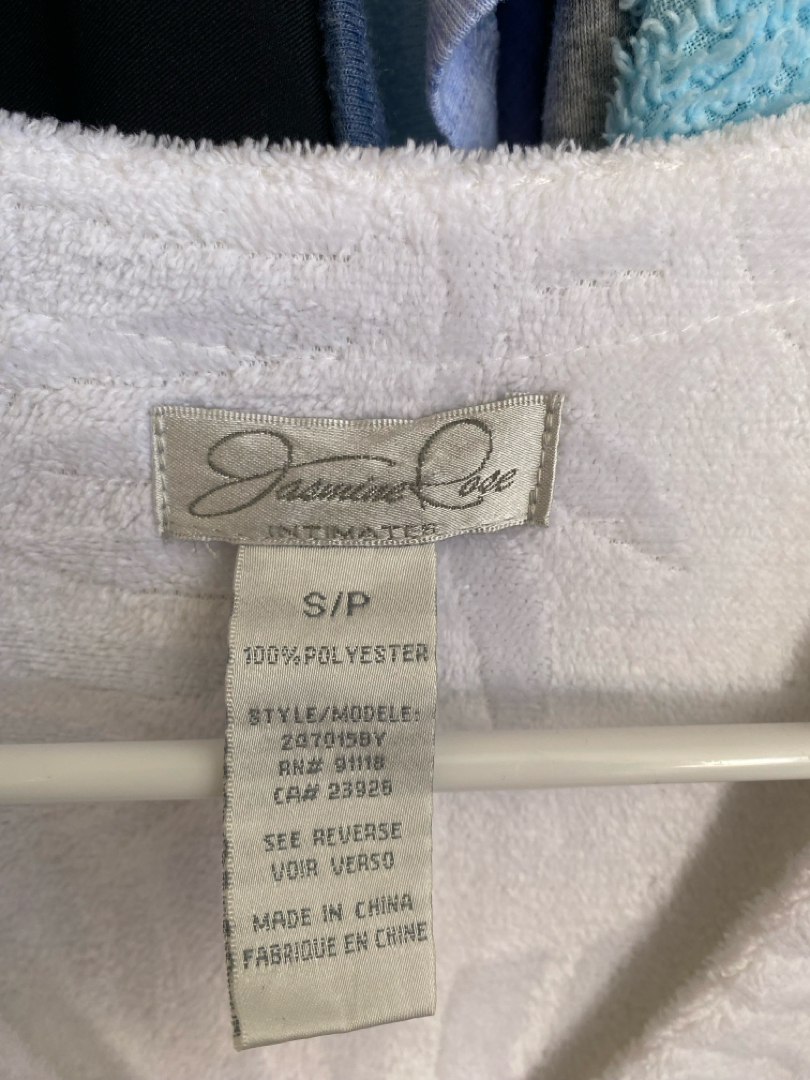 Jasmine Rose
INTIMATES
S/P
100% POLYESTER
STYLE/MODELE:
247015BY
RN# 91118
CA# 23926
SEE REVERSE
VOIR VERSO
MADE IN CHINA
FABRIQUE EN CHINE